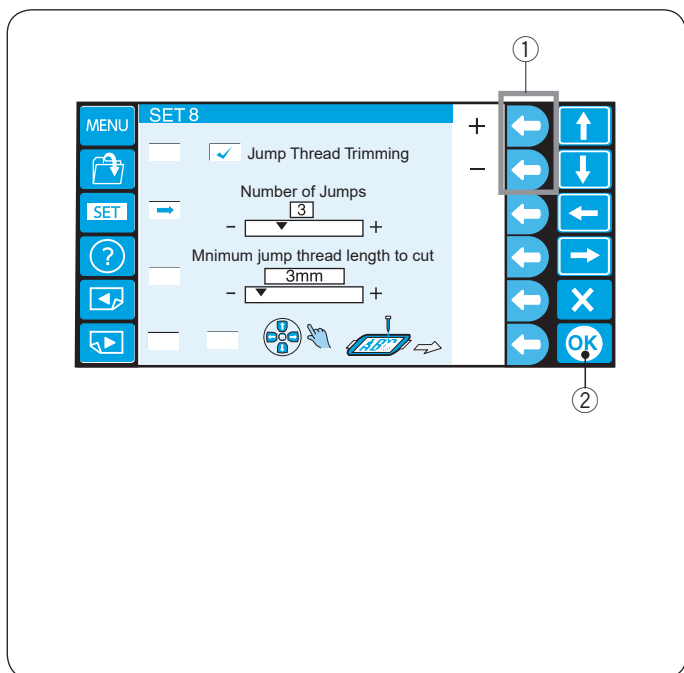 ①
MENU
SET 8
+
Jump Thread Trimming
−
SET
Number of Jumps
3
- +
?
Mnimum jump thread length to cut
3mm
- +
X
ABC
OK
②